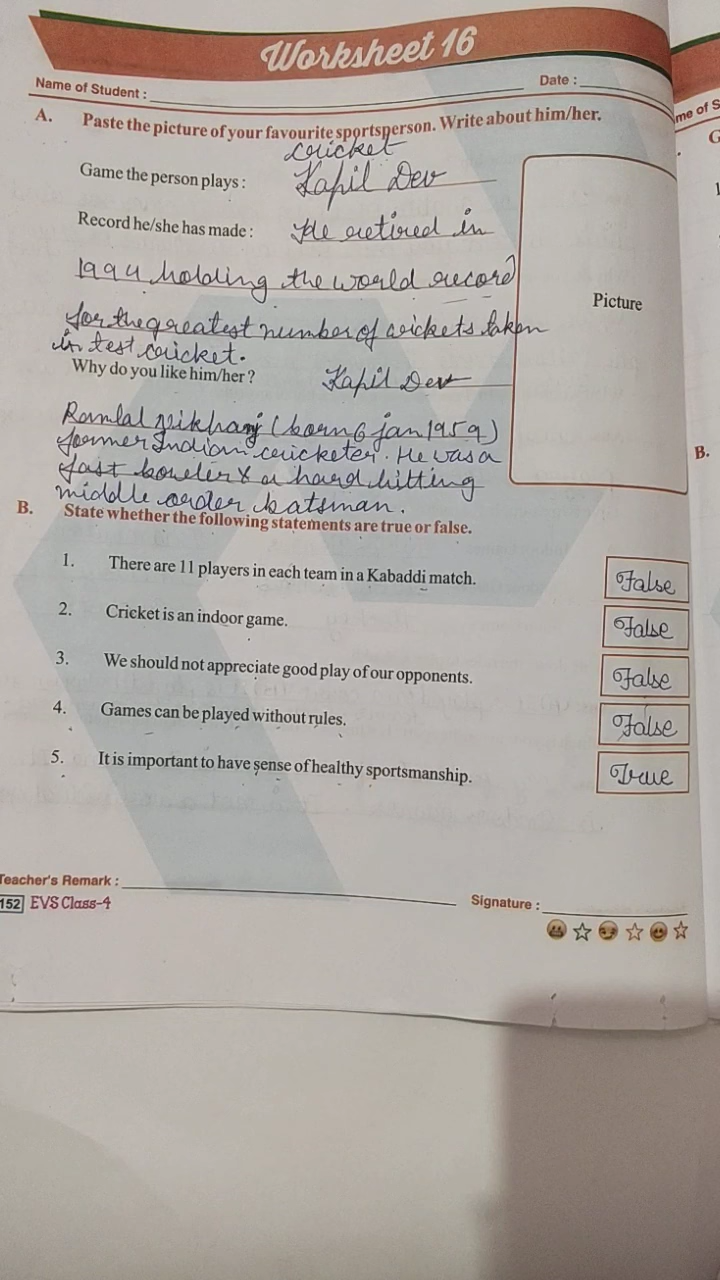 Worksheet 16
Name of Student :
Date :
me of S
A. Paste the picture of your favourite sportsperson. Write about him/her.
G
cricket
Game the person plays : Kapil Dev
Record he/she has made : He retired in
1994 holding the world record
Picture
for the greatest number of wickets taken
in test cricket.
Why do you like him/her ? Kapil Dev
Ramlal Nikhanj (born 6 jan 1959)
former Indian cricketer. He was a
B.
fast bowler & a hard hitting
middle order batsman.
B. State whether the following statements are true or false.
1. There are 11 players in each team in a Kabaddi match. False
2. Cricket is an indoor game. False
3. We should not appreciate good play of our opponents. False
4. Games can be played without rules. False
5. It is important to have sense of healthy sportsmanship. True
Teacher's Remark :
152 EVS Class-4
Signature :